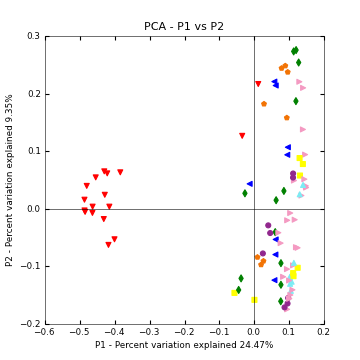 PCA - P1 vs P2
0.3
0.2
0.1
0.0
−0.1
−0.2
P2 - Percent variation explained 9.35%
−0.6 −0.5 −0.4 −0.3 −0.2 −0.1 0.0 0.1 0.2
P1 - Percent variation explained 24.47%